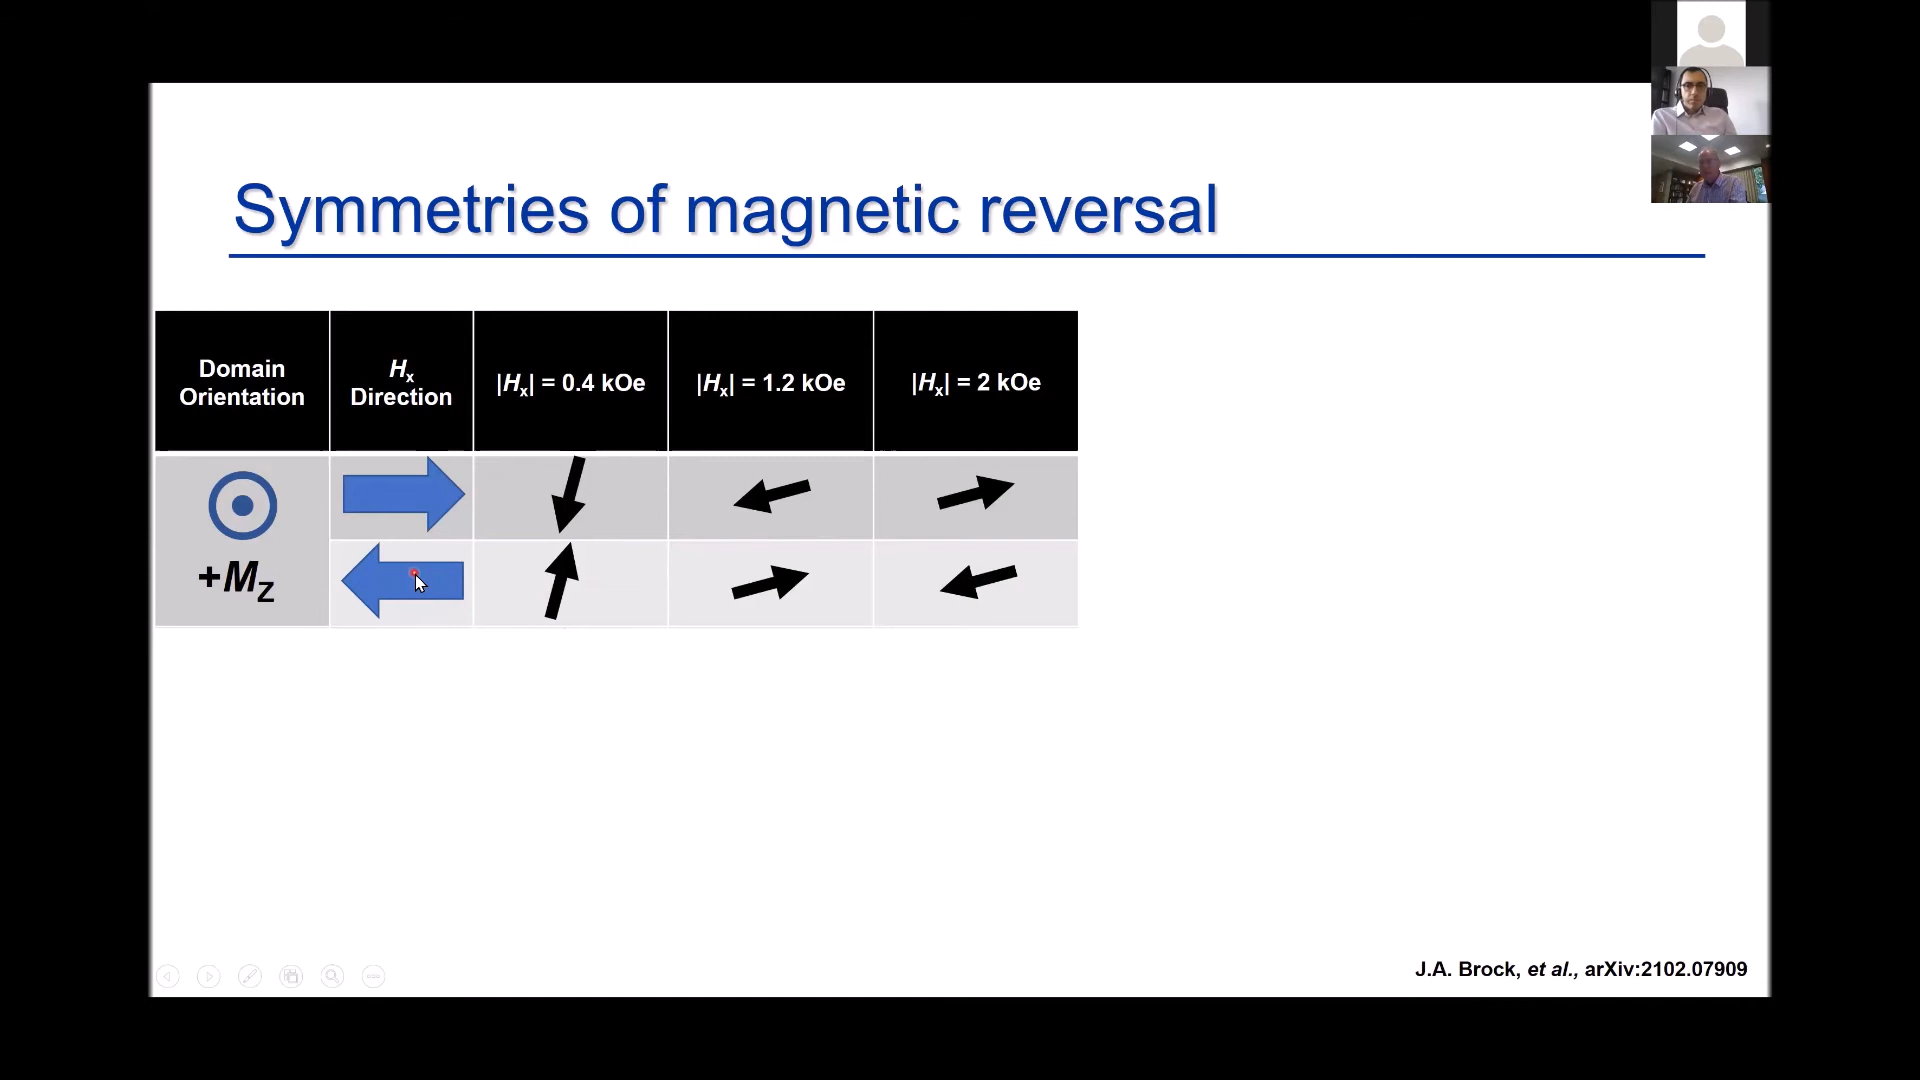 Symmetries of magnetic reversal
Domain
Orientation
Hx
Direction
|Hx| = 0.4 kOe
|Hx| = 1.2 kOe
|Hx| = 2 kOe
+MZ
J.A. Brock, et al., arXiv:2102.07909